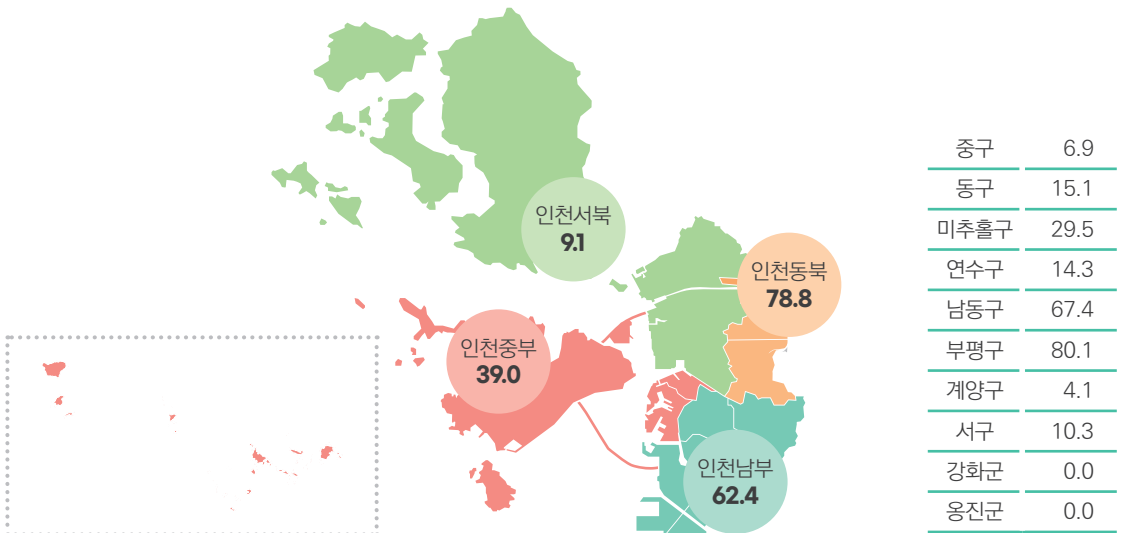 인천서북
9.1
인천동북
78.8
인천중부
39.0
인천남부
62.4
중구 6.9
동구 15.1
미추홀구 29.5
연수구 14.3
남동구 67.4
부평구 80.1
계양구 4.1
서구 10.3
강화군 0.0
옹진군 0.0